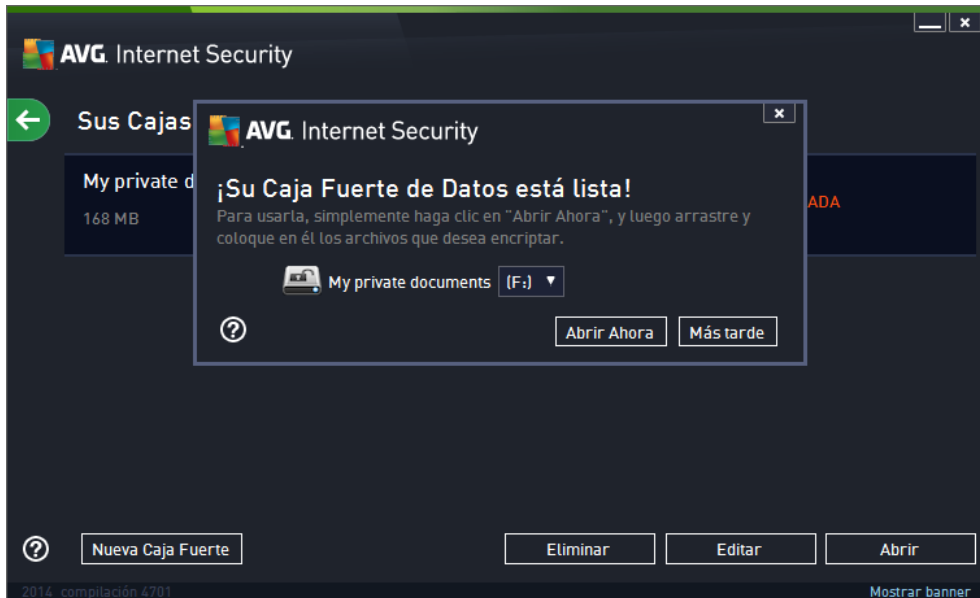 AVG. Internet Security
Sus Cajas
AVG. Internet Security
¡Su Caja Fuerte de Datos está lista!
Para usarla, simplemente haga clic en "Abrir Ahora", y luego arrastre y
coloque en él los archivos que desea encriptar.
My private documents (F:)
Abrir Ahora Más tarde
My private d
168 MB
ADA
Nueva Caja Fuerte Eliminar Editar Abrir
2014 compilación 4701 Mostrar banner